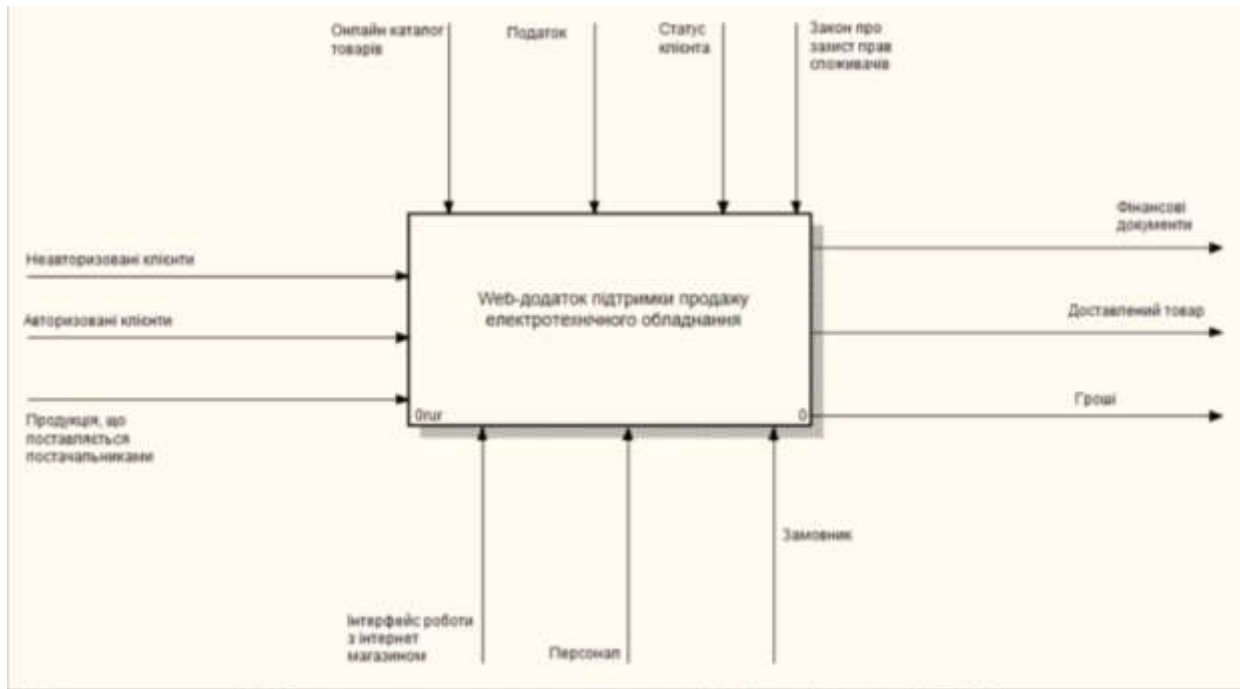 Онлайн каталог
товарів
Податок
Статус
клієнта
Закон про
захист прав
споживачів
Фінансові
документи
Неавторизовані клієнти
Web-додаток підтримки продажу
електротехнічного обладнання
Доставлений товар
Авторизовані клієнти
Гроші
0rur
0
Продукція, що
поставляється
постачальниками
Замовник
Інтерфейс роботи
з інтернет
магазином
Персонал